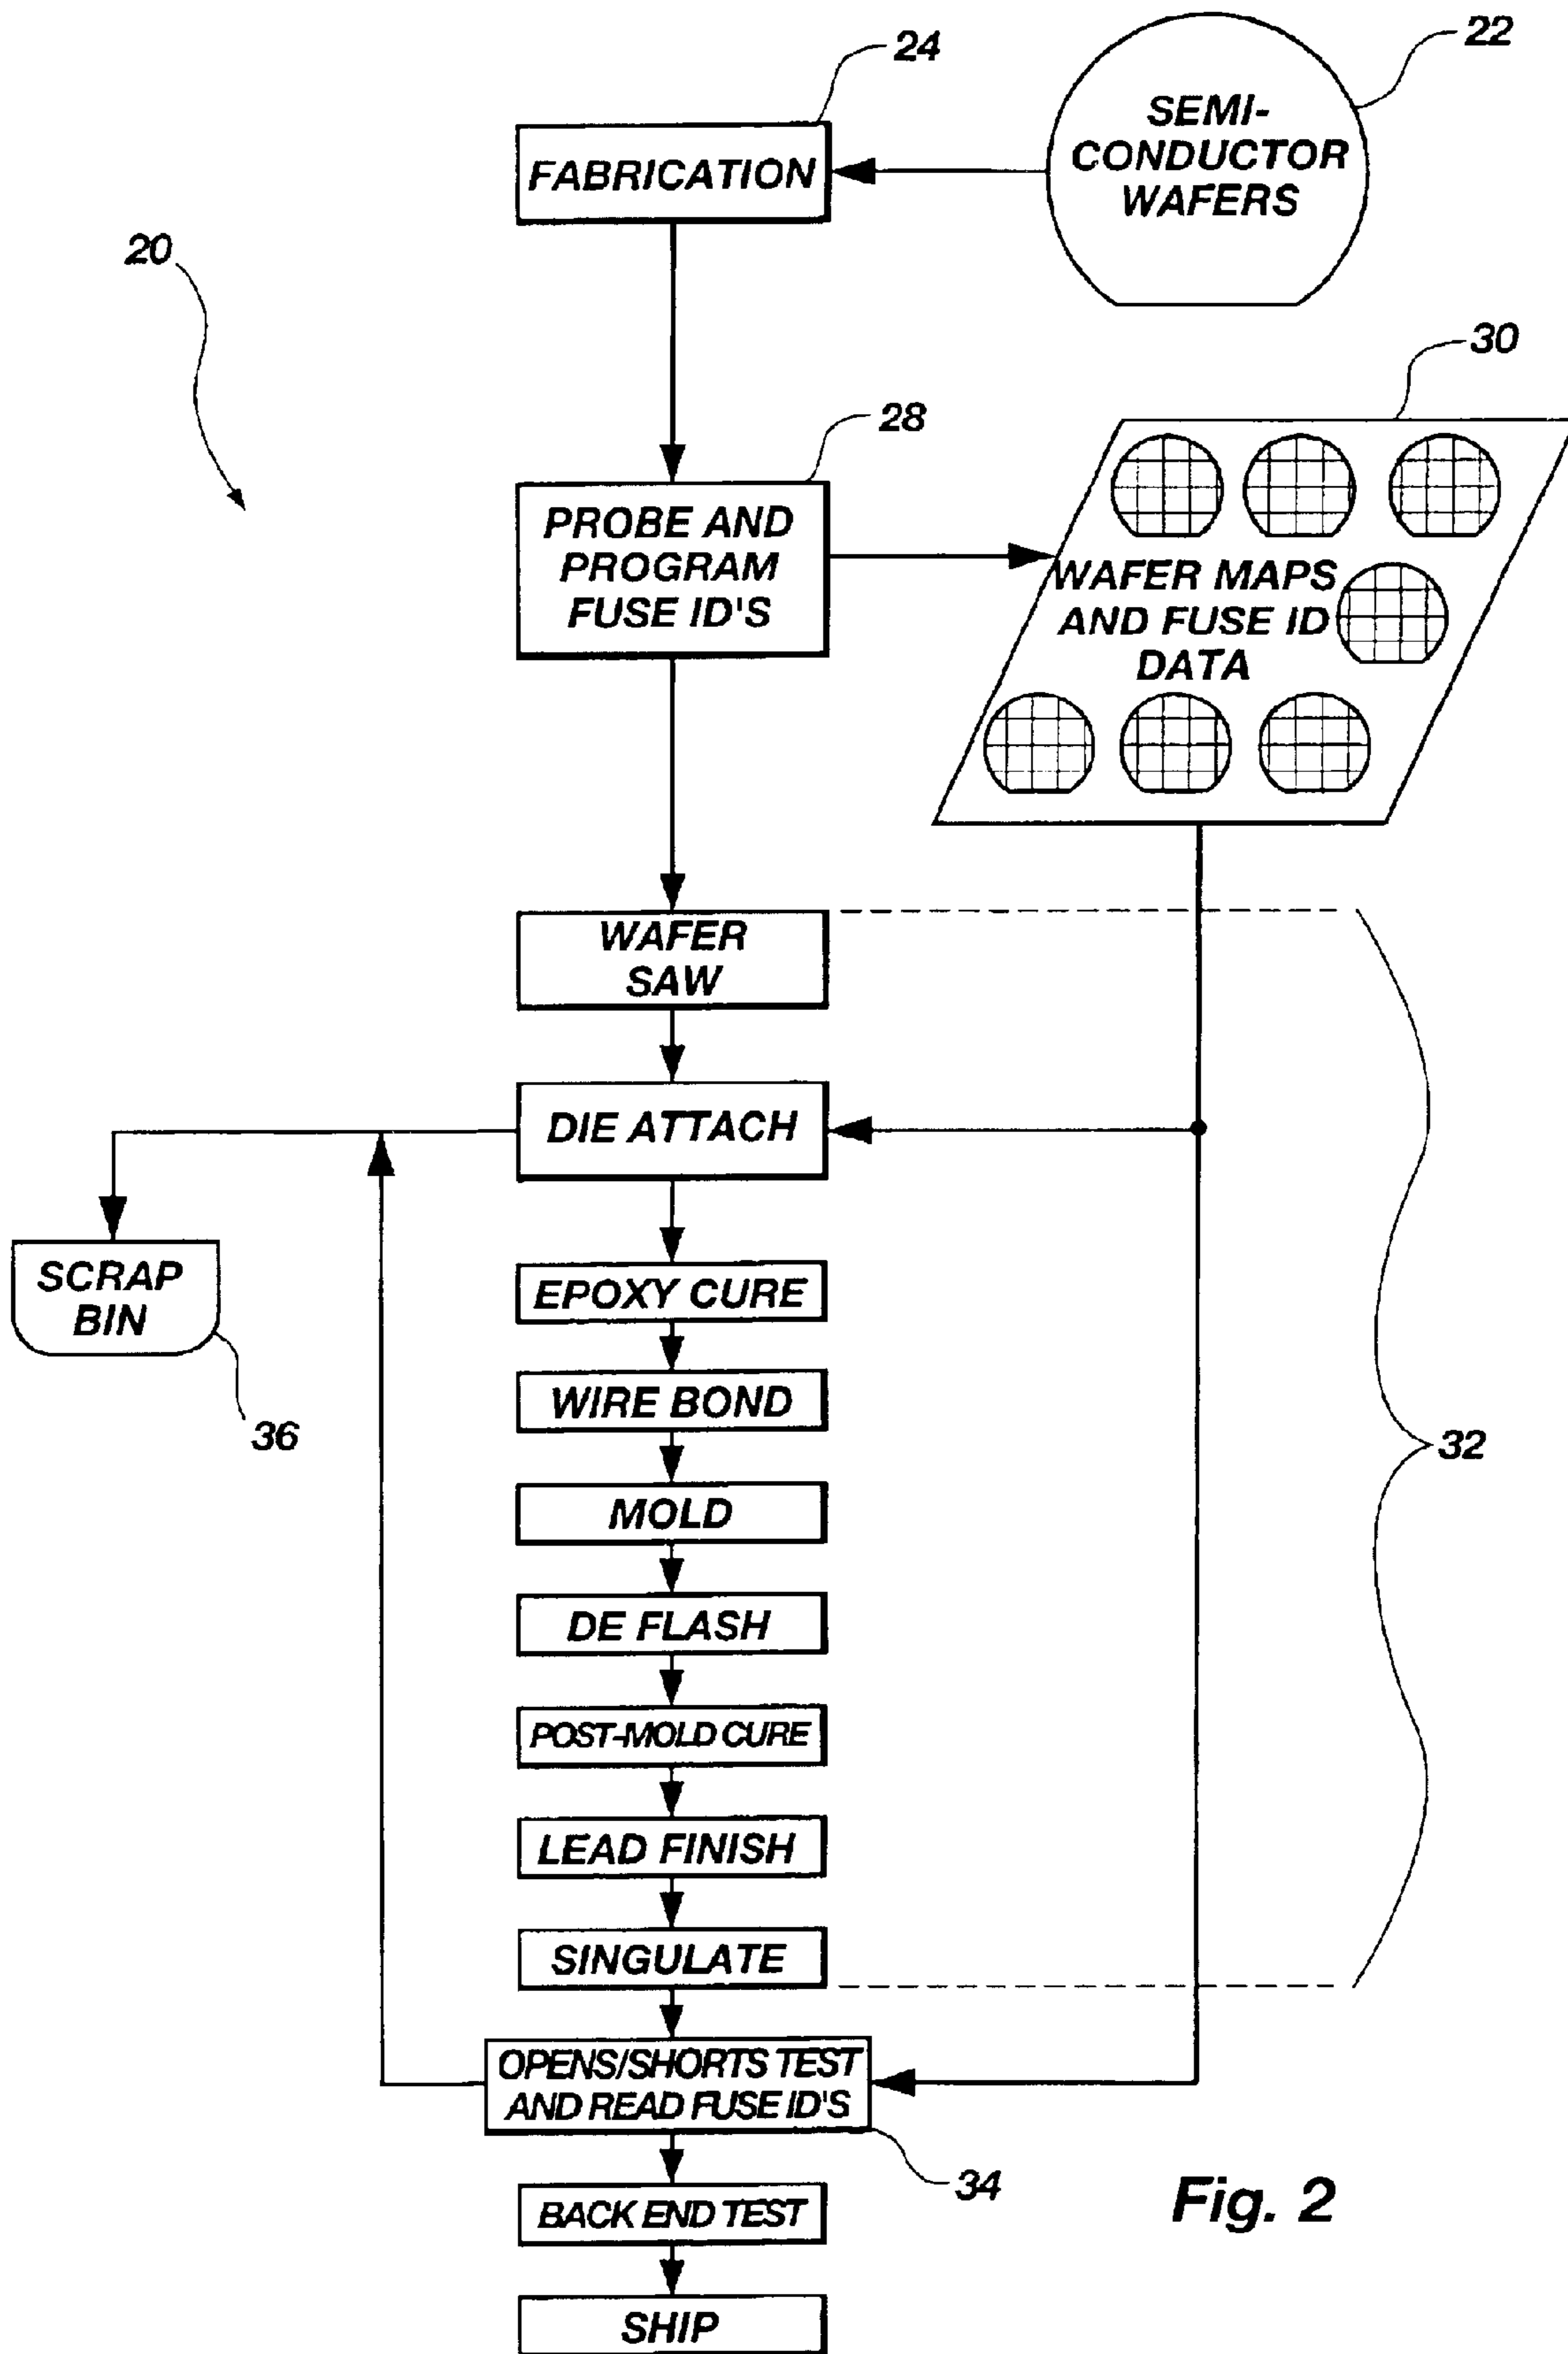 24
22
SEMI-
CONDUCTOR
WAFERS
FABRICATION
20
30
28
PROBE AND
PROGRAM
FUSE ID'S
WAFER MAPS
AND FUSE ID
DATA
WAFER
SAW
DIE ATTACH
SCRAP
BIN
36
EPOXY CURE
WIRE BOND
32
MOLD
DE FLASH
POST-MOLD CURE
LEAD FINISH
SINGULATE
OPENS/SHORTS TEST
AND READ FUSE ID'S
34
BACK END TEST
Fig. 2
SHIP